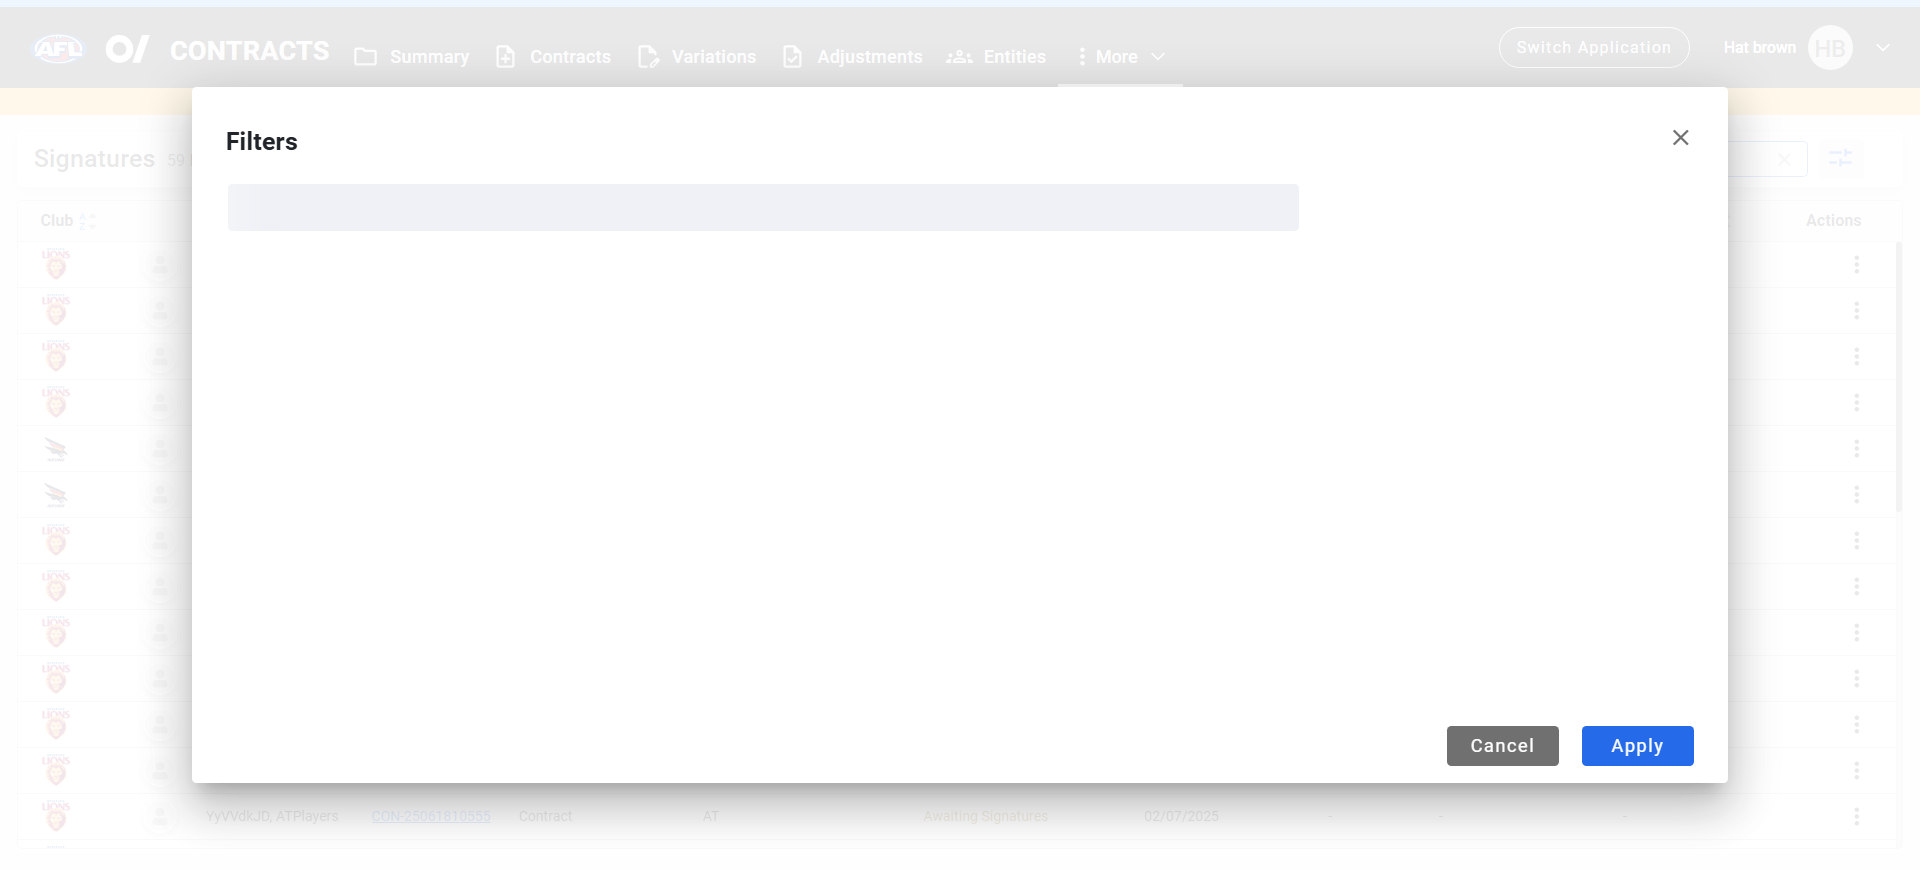 AFL CONTRACTS Summary Contracts Variations Adjustments Entities More Switch Application Hat brown HB
Filters
Signatures 59
Club Actions
Cancel Apply
YyVVdkJD, ATPlayers CON-25061810555 Contract AT Awaiting Signatures 02/07/2025 - - -